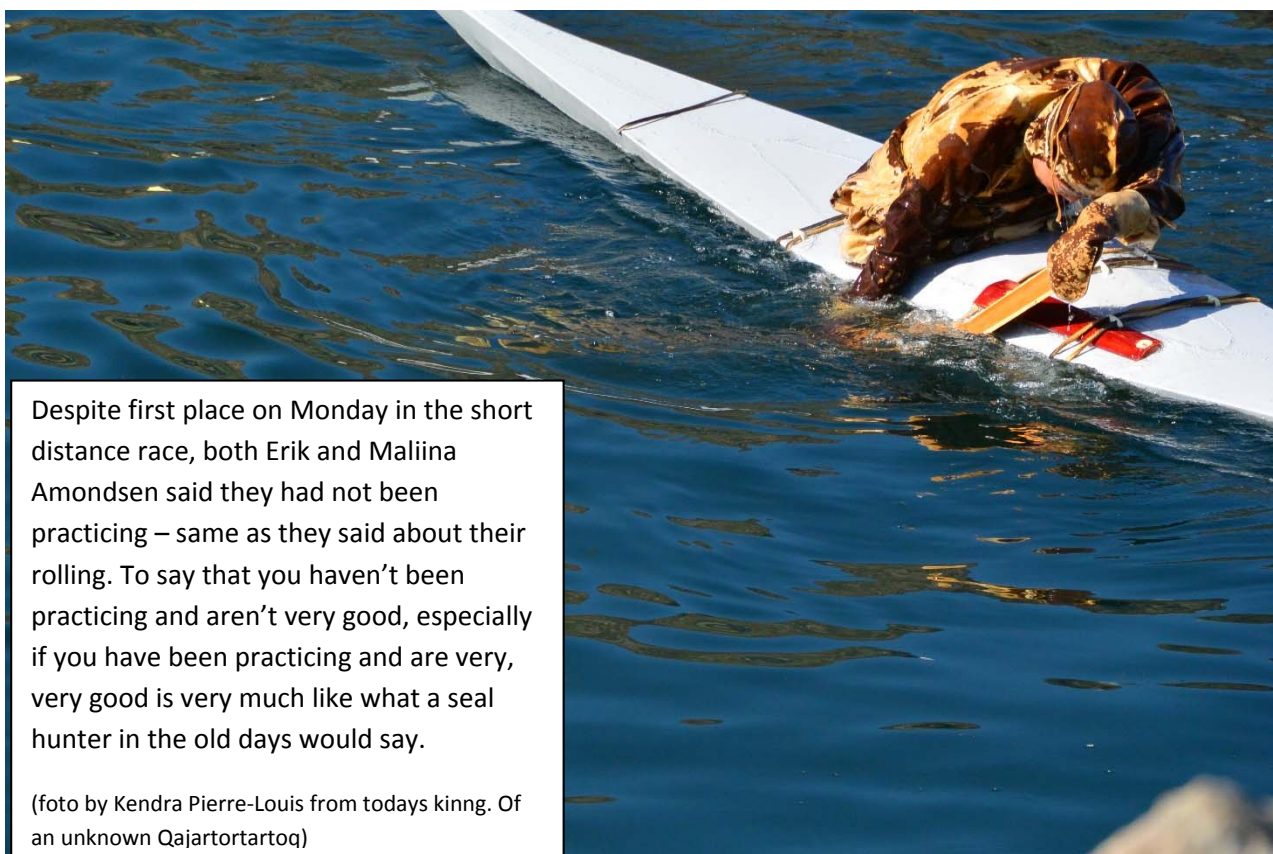 Despite first place on Monday in the short
distance race, both Erik and Maliina
Amondsen said they had not been
practicing – same as they said about their
rolling. To say that you haven't been
practicing and aren't very good, especially
if you have been practicing and are very,
very good is very much like what a seal
hunter in the old days would say.
(foto by Kendra Pierre-Louis from todays kinng. Of
an unknown Qajartortartoq)